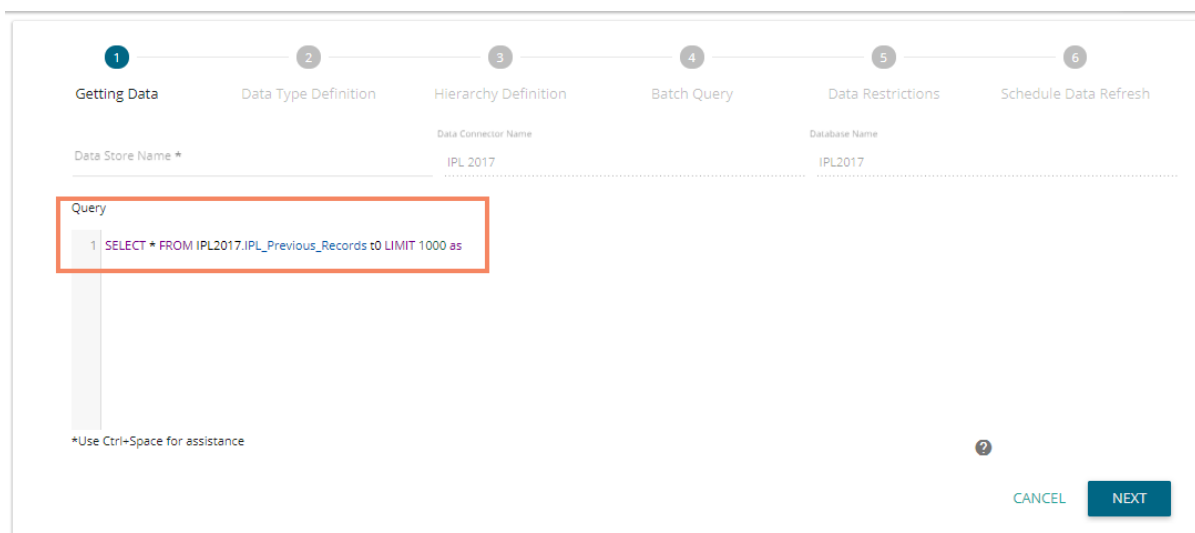 1 2 3 4 5 6
Getting Data Data Type Definition Hierarchy Definition Batch Query Data Restrictions Schedule Data Refresh
Data Connector Name Database Name
Data Store Name * IPL 2017 IPL2017
Query
1 SELECT * FROM IPL2017.IPL_Previous_Records t0 LIMIT 1000 as
*Use Ctrl+Space for assistance ?
CANCEL NEXT